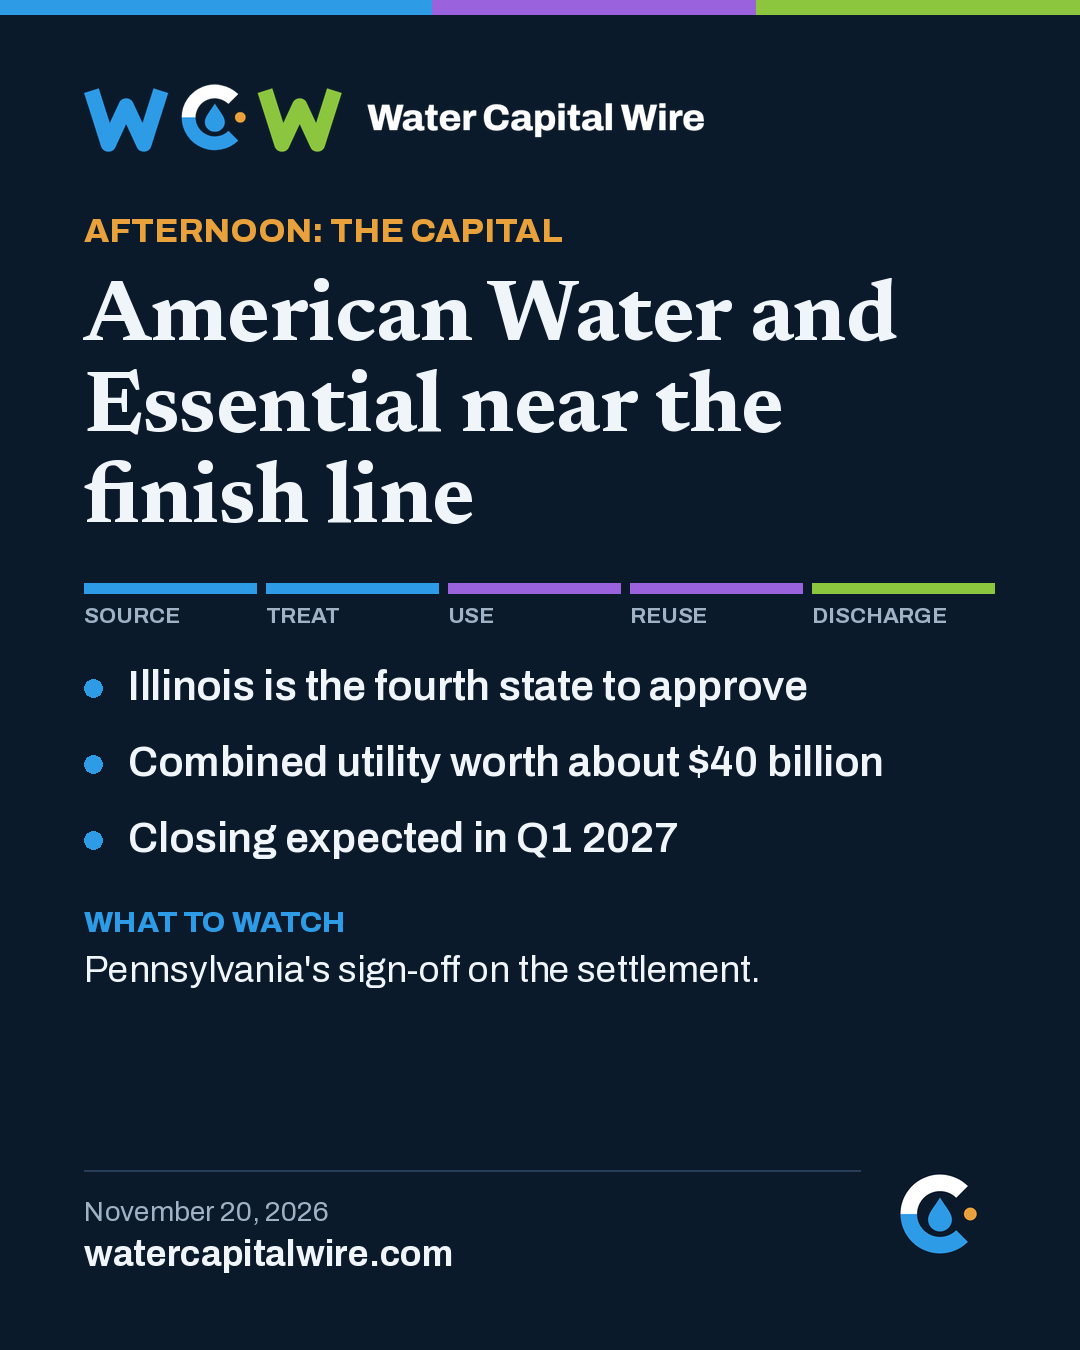 WCW Water Capital Wire
AFTERNOON: THE CAPITAL
American Water and
Essential near the
finish line
SOURCE TREAT USE REUSE DISCHARGE
Illinois is the fourth state to approve
Combined utility worth about $40 billion
Closing expected in Q1 2027
WHAT TO WATCH
Pennsylvania's sign-off on the settlement.
November 20, 2026
watercapitalwire.com